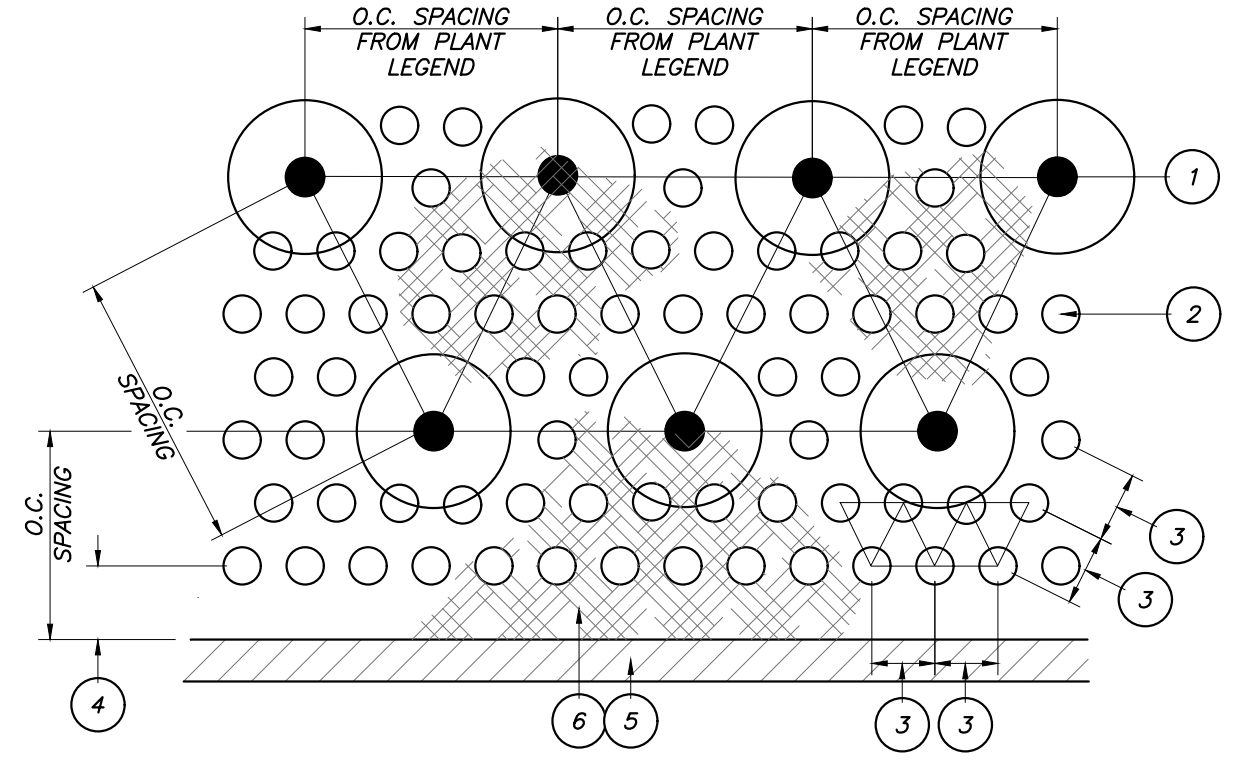 O.C. SPACING
FROM PLANT
LEGEND
O.C. SPACING
FROM PLANT
LEGEND
O.C. SPACING
FROM PLANT
LEGEND
1
2
O.C.
SPACING
O.C.
SPACING
3
3
4
6
5
3
3